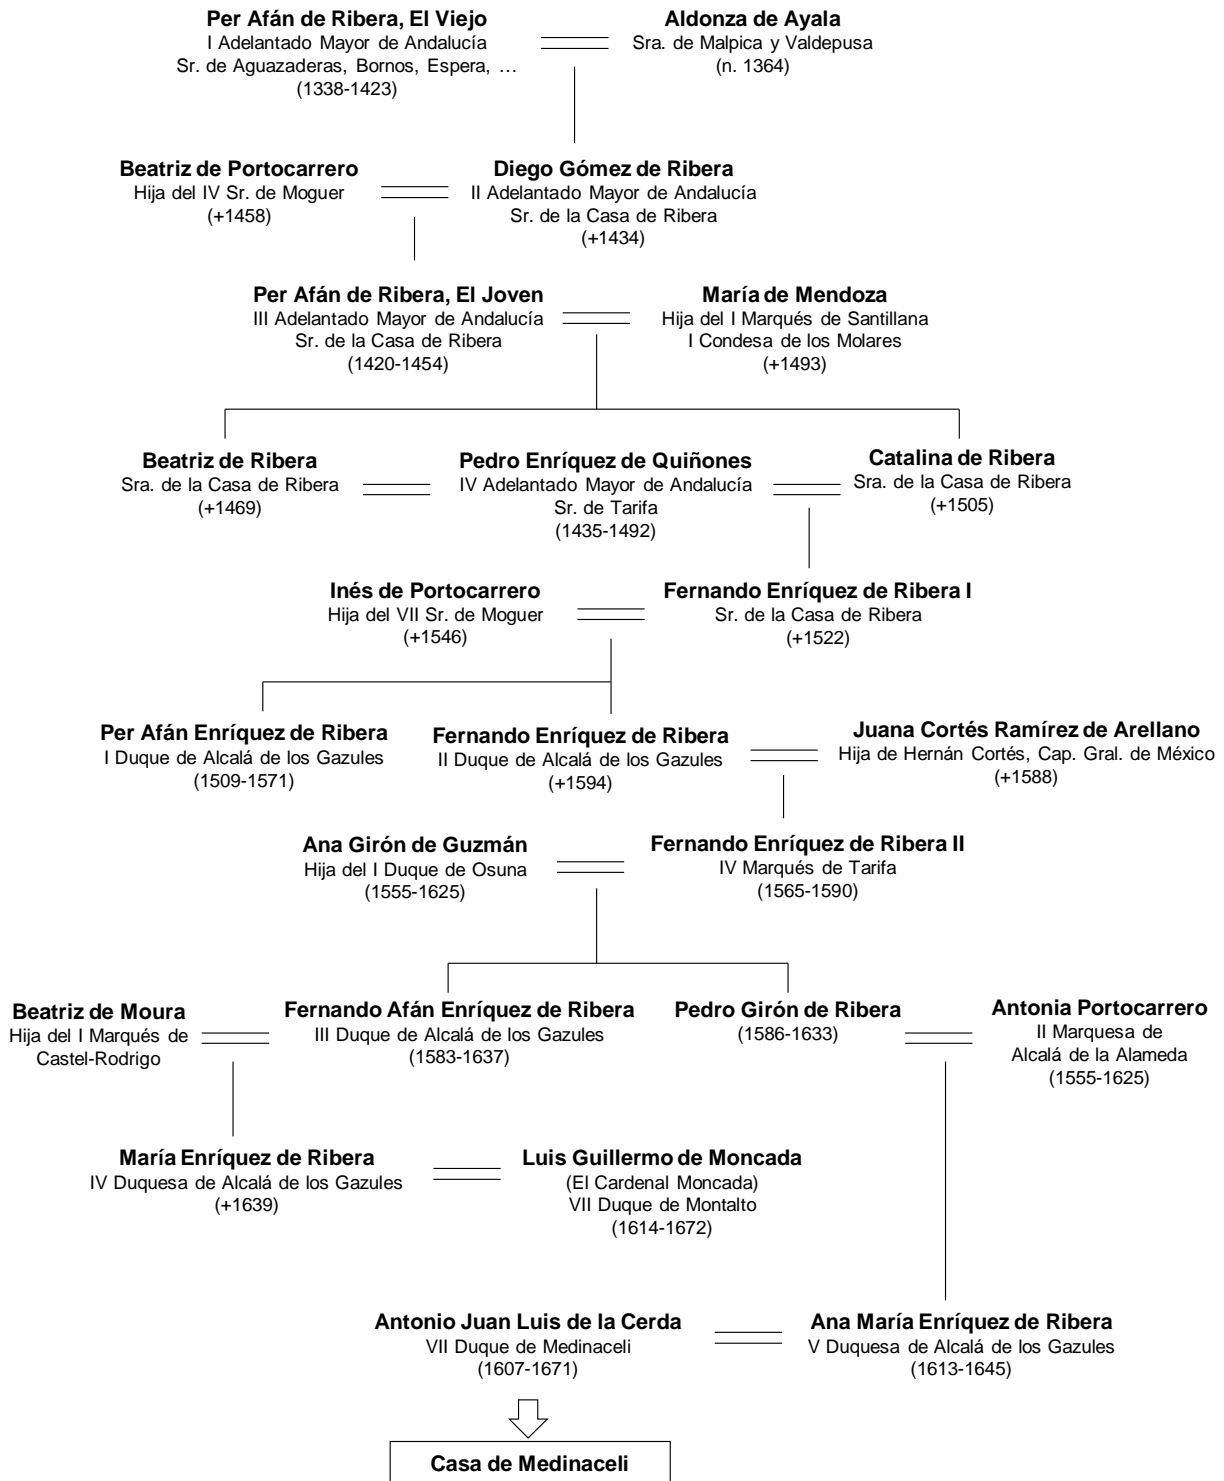 Per Afán de Ribera, El Viejo
I Adelantado Mayor de Andalucía
Sr. de Aguazaderas, Bornos, Espera, …
(1338-1423)
Aldonza de Ayala
Sra. de Malpica y Valdepusa
(n. 1364)
Beatriz de Portocarrero
Hija del IV Sr. de Moguer
(+1458)
Diego Gómez de Ribera
II Adelantado Mayor de Andalucía
Sr. de la Casa de Ribera
(+1434)
Per Afán de Ribera, El Joven
III Adelantado Mayor de Andalucía
Sr. de la Casa de Ribera
(1420-1454)
María de Mendoza
Hija del I Marqués de Santillana
I Condesa de los Molares
(+1493)
Beatriz de Ribera
Sra. de la Casa de Ribera
(+1469)
Pedro Enríquez de Quiñones
IV Adelantado Mayor de Andalucía
Sr. de Tarifa
(1435-1492)
Catalina de Ribera
Sra. de la Casa de Ribera
(+1505)
Inés de Portocarrero
Hija del VII Sr. de Moguer
(+1546)
Fernando Enríquez de Ribera I
Sr. de la Casa de Ribera
(+1522)
Per Afán Enríquez de Ribera
I Duque de Alcalá de los Gazules
(1509-1571)
Fernando Enríquez de Ribera
II Duque de Alcalá de los Gazules
(+1594)
Juana Cortés Ramírez de Arellano
Hija de Hernán Cortés, Cap. Gral. de México
(+1588)
Ana Girón de Guzmán
Hija del I Duque de Osuna
(1555-1625)
Fernando Enríquez de Ribera II
IV Marqués de Tarifa
(1565-1590)
Beatriz de Moura
Hija del I Marqués de
Castel-Rodrigo
Fernando Afán Enríquez de Ribera
III Duque de Alcalá de los Gazules
(1583-1637)
Pedro Girón de Ribera
(1586-1633)
Antonia Portocarrero
II Marquesa de
Alcalá de la Alameda
(1555-1625)
María Enríquez de Ribera
IV Duquesa de Alcalá de los Gazules
(+1639)
Luis Guillermo de Moncada
(El Cardenal Moncada)
VII Duque de Montalto
(1614-1672)
Antonio Juan Luis de la Cerda
VII Duque de Medinaceli
(1607-1671)
Ana María Enríquez de Ribera
V Duquesa de Alcalá de los Gazules
(1613-1645)
Casa de Medinaceli